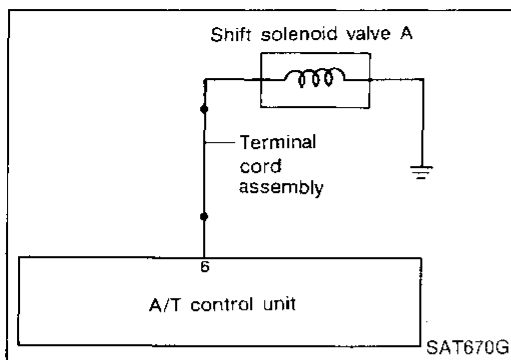 Shift solenoid valve A
Terminal
cord
assembly
6
A/T control unit
SAT670G